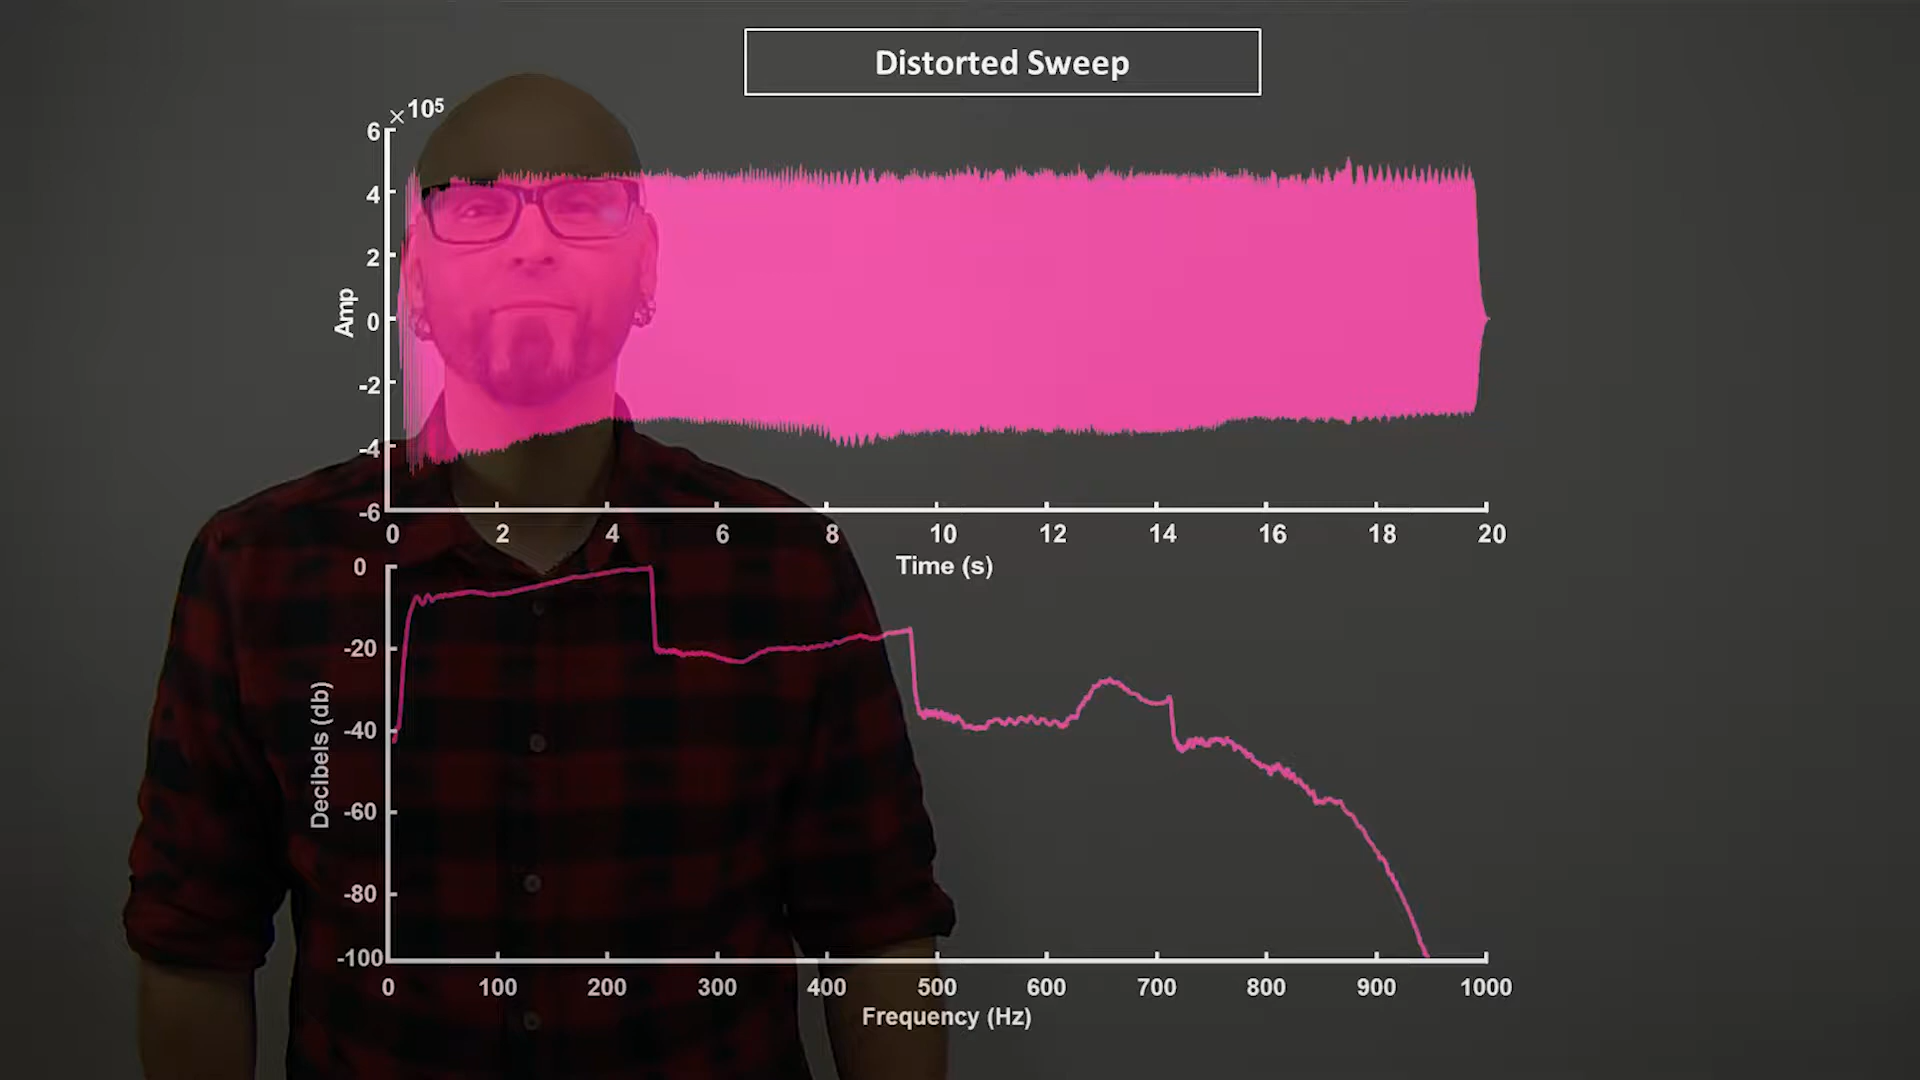 Distorted Sweep
×10⁵
6
4
2
0
-2
-4
-6
Amp
0 2 4 6 8 10 12 14 16 18 20
Time (s)
0
-20
-40
-60
-80
-100
Decibels (db)
0 100 200 300 400 500 600 700 800 900 1000
Frequency (Hz)